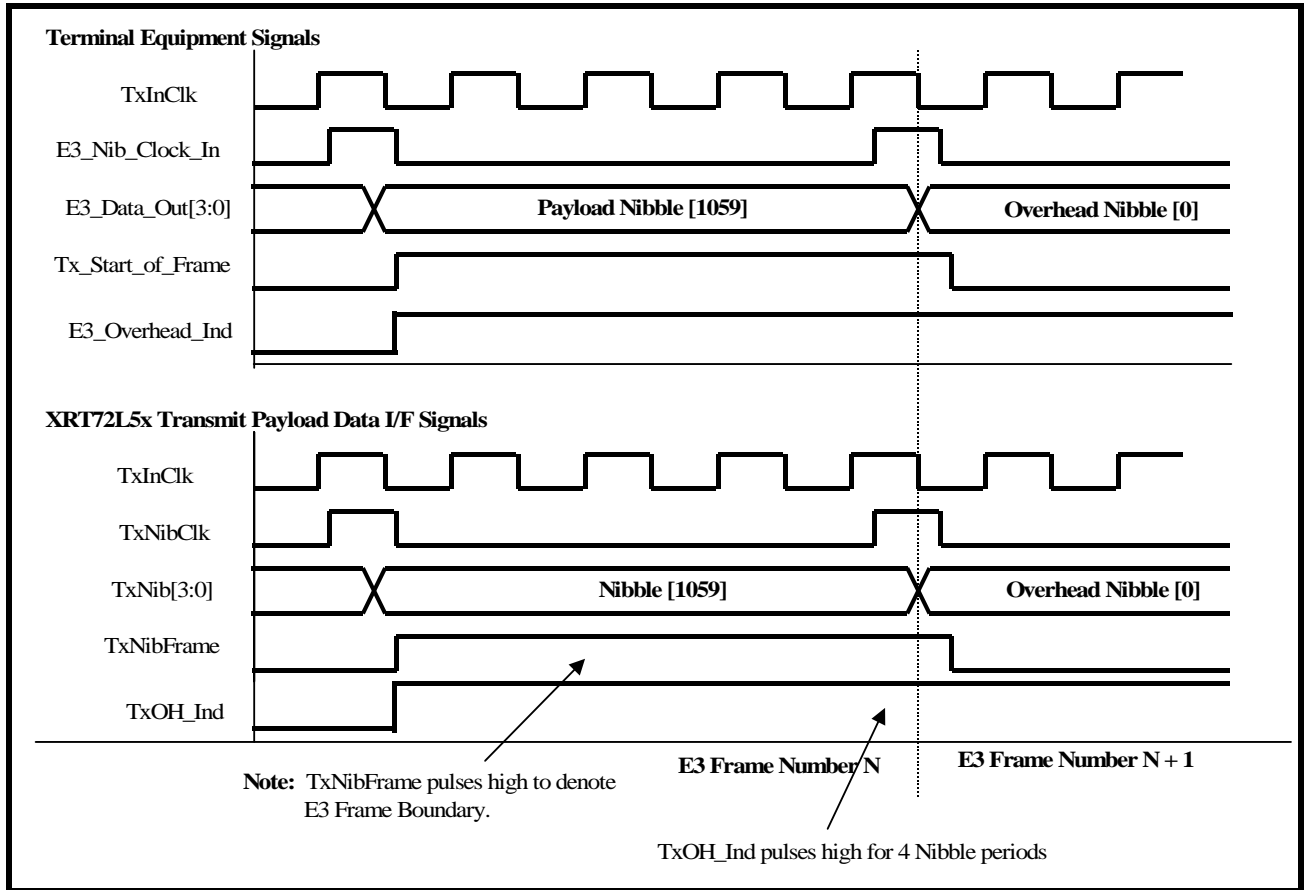 Terminal Equipment Signals
TxInClk
E3_Nib_Clock_In
E3_Data_Out[3:0]
Payload Nibble [1059]
Overhead Nibble [0]
Tx_Start_of_Frame
E3_Overhead_Ind
XRT72L5x Transmit Payload Data I/F Signals
TxInClk
TxNibClk
TxNib[3:0]
Nibble [1059]
Overhead Nibble [0]
TxNibFrame
TxOH_Ind
E3 Frame Number N
E3 Frame Number N + 1
Note: TxNibFrame pulses high to denote
E3 Frame Boundary.
TxOH_Ind pulses high for 4 Nibble periods